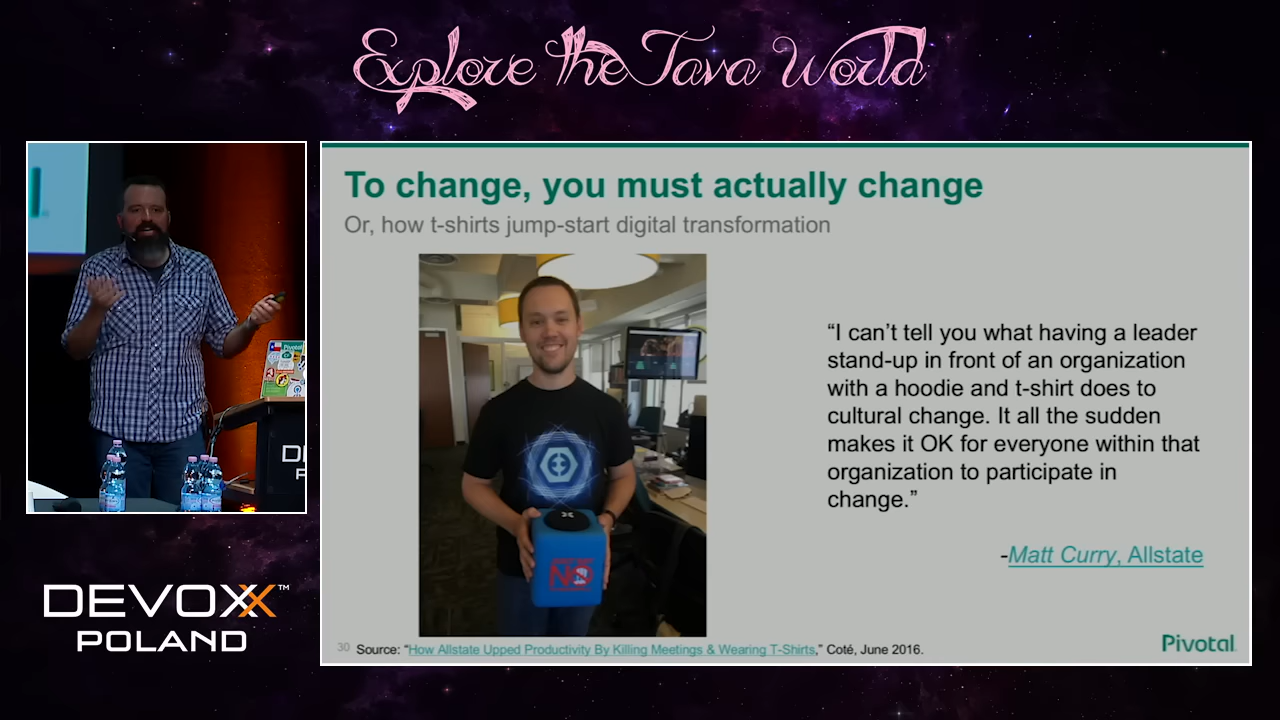 Explore the Java World
To change, you must actually change
Or, how t-shirts jump-start digital transformation
“I can’t tell you what having a leader
stand-up in front of an organization
with a hoodie and t-shirt does to
cultural change. It all the sudden
makes it OK for everyone within that
organization to participate in
change.”
-Matt Curry, Allstate
30 Source: “How Allstate Upped Productivity By Killing Meetings & Wearing T-Shirts,” Coté, June 2016.
Pivotal
Pivotal
NO
DEVOXX™
POLAND